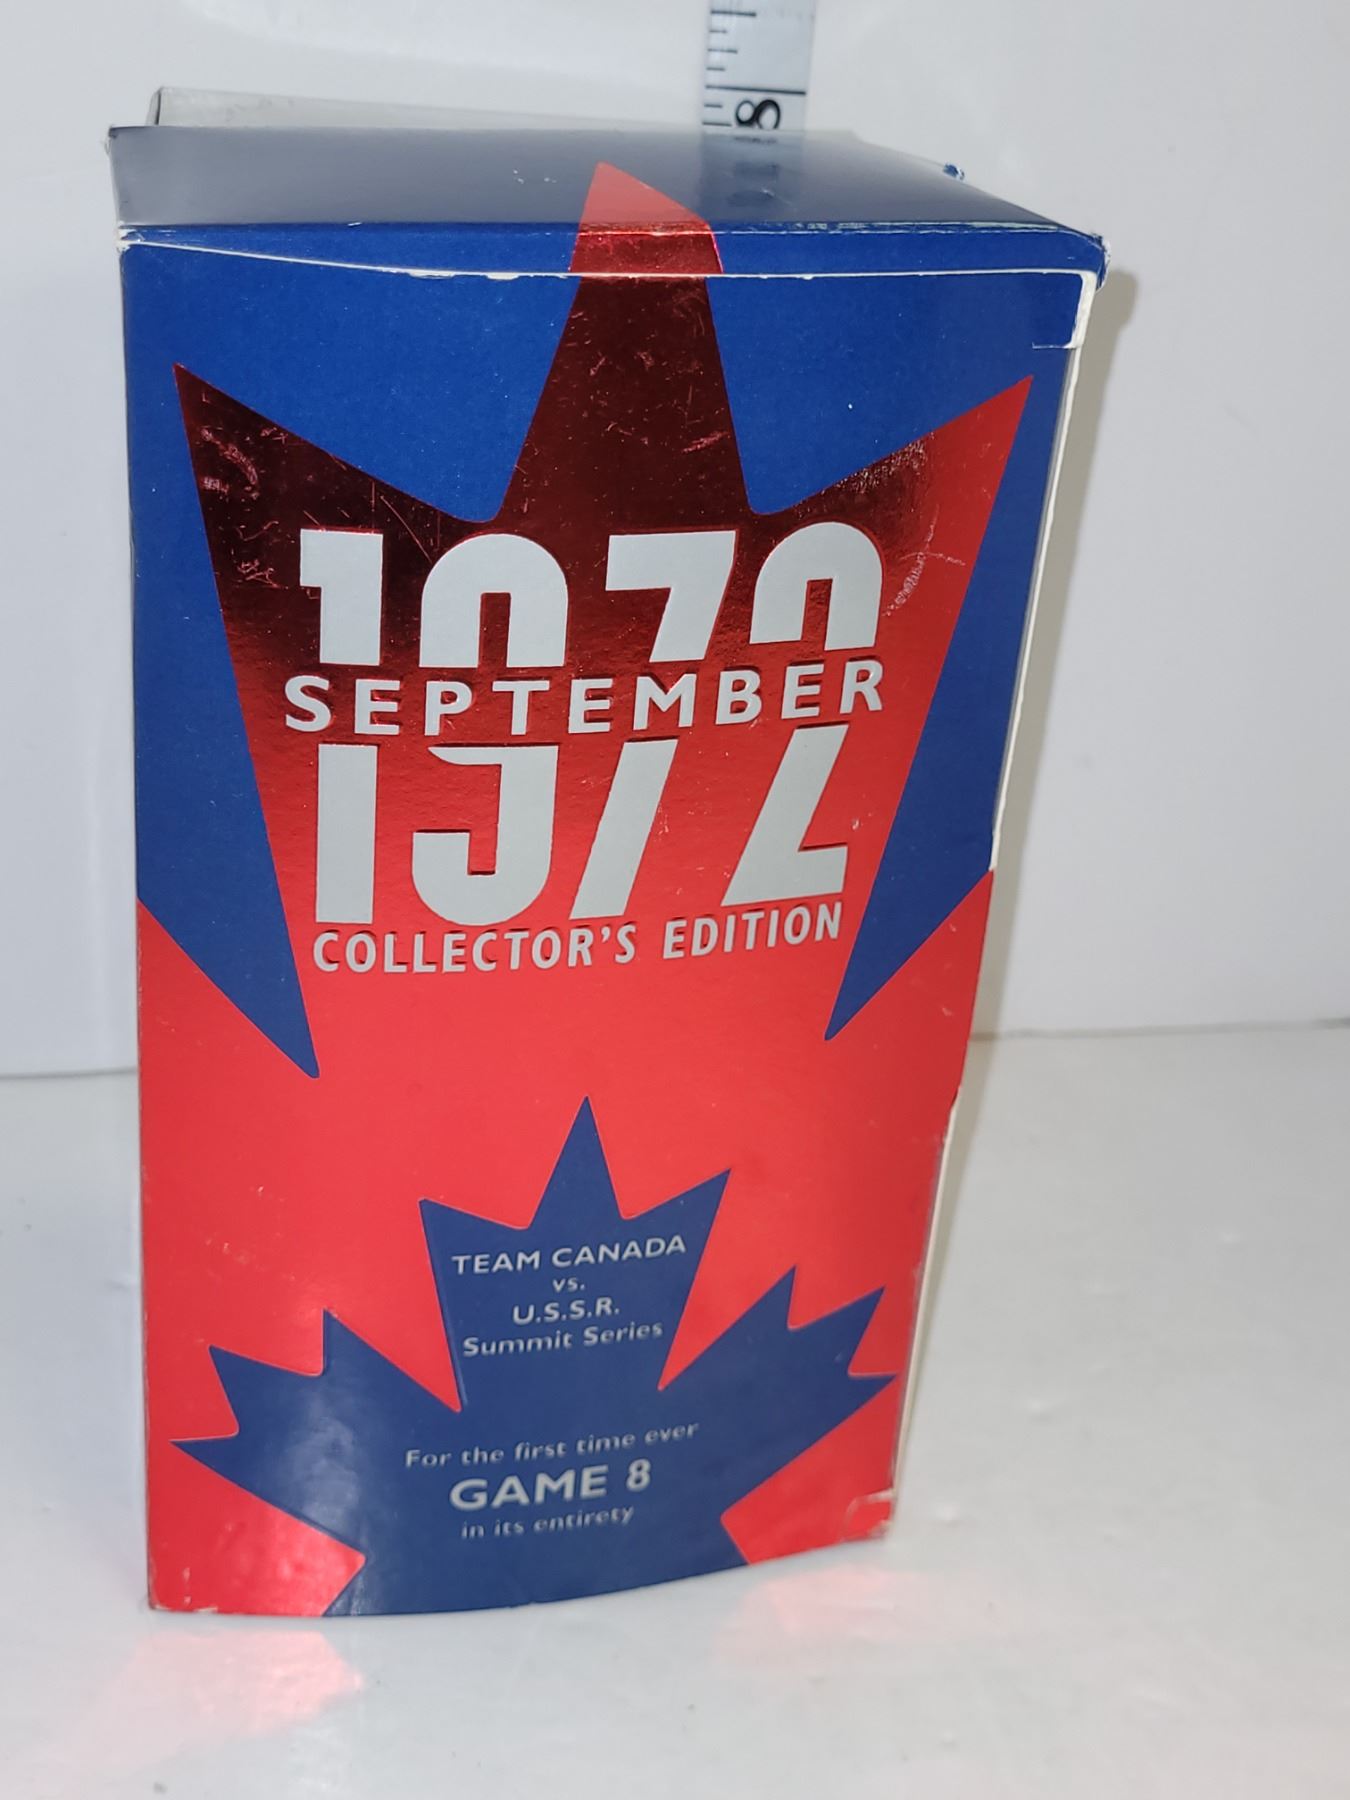 8
1972
SEPTEMBER
COLLECTOR'S EDITION
TEAM CANADA
vs.
U.S.S.R.
Summit Series
For the first time ever
GAME 8
in its entirety